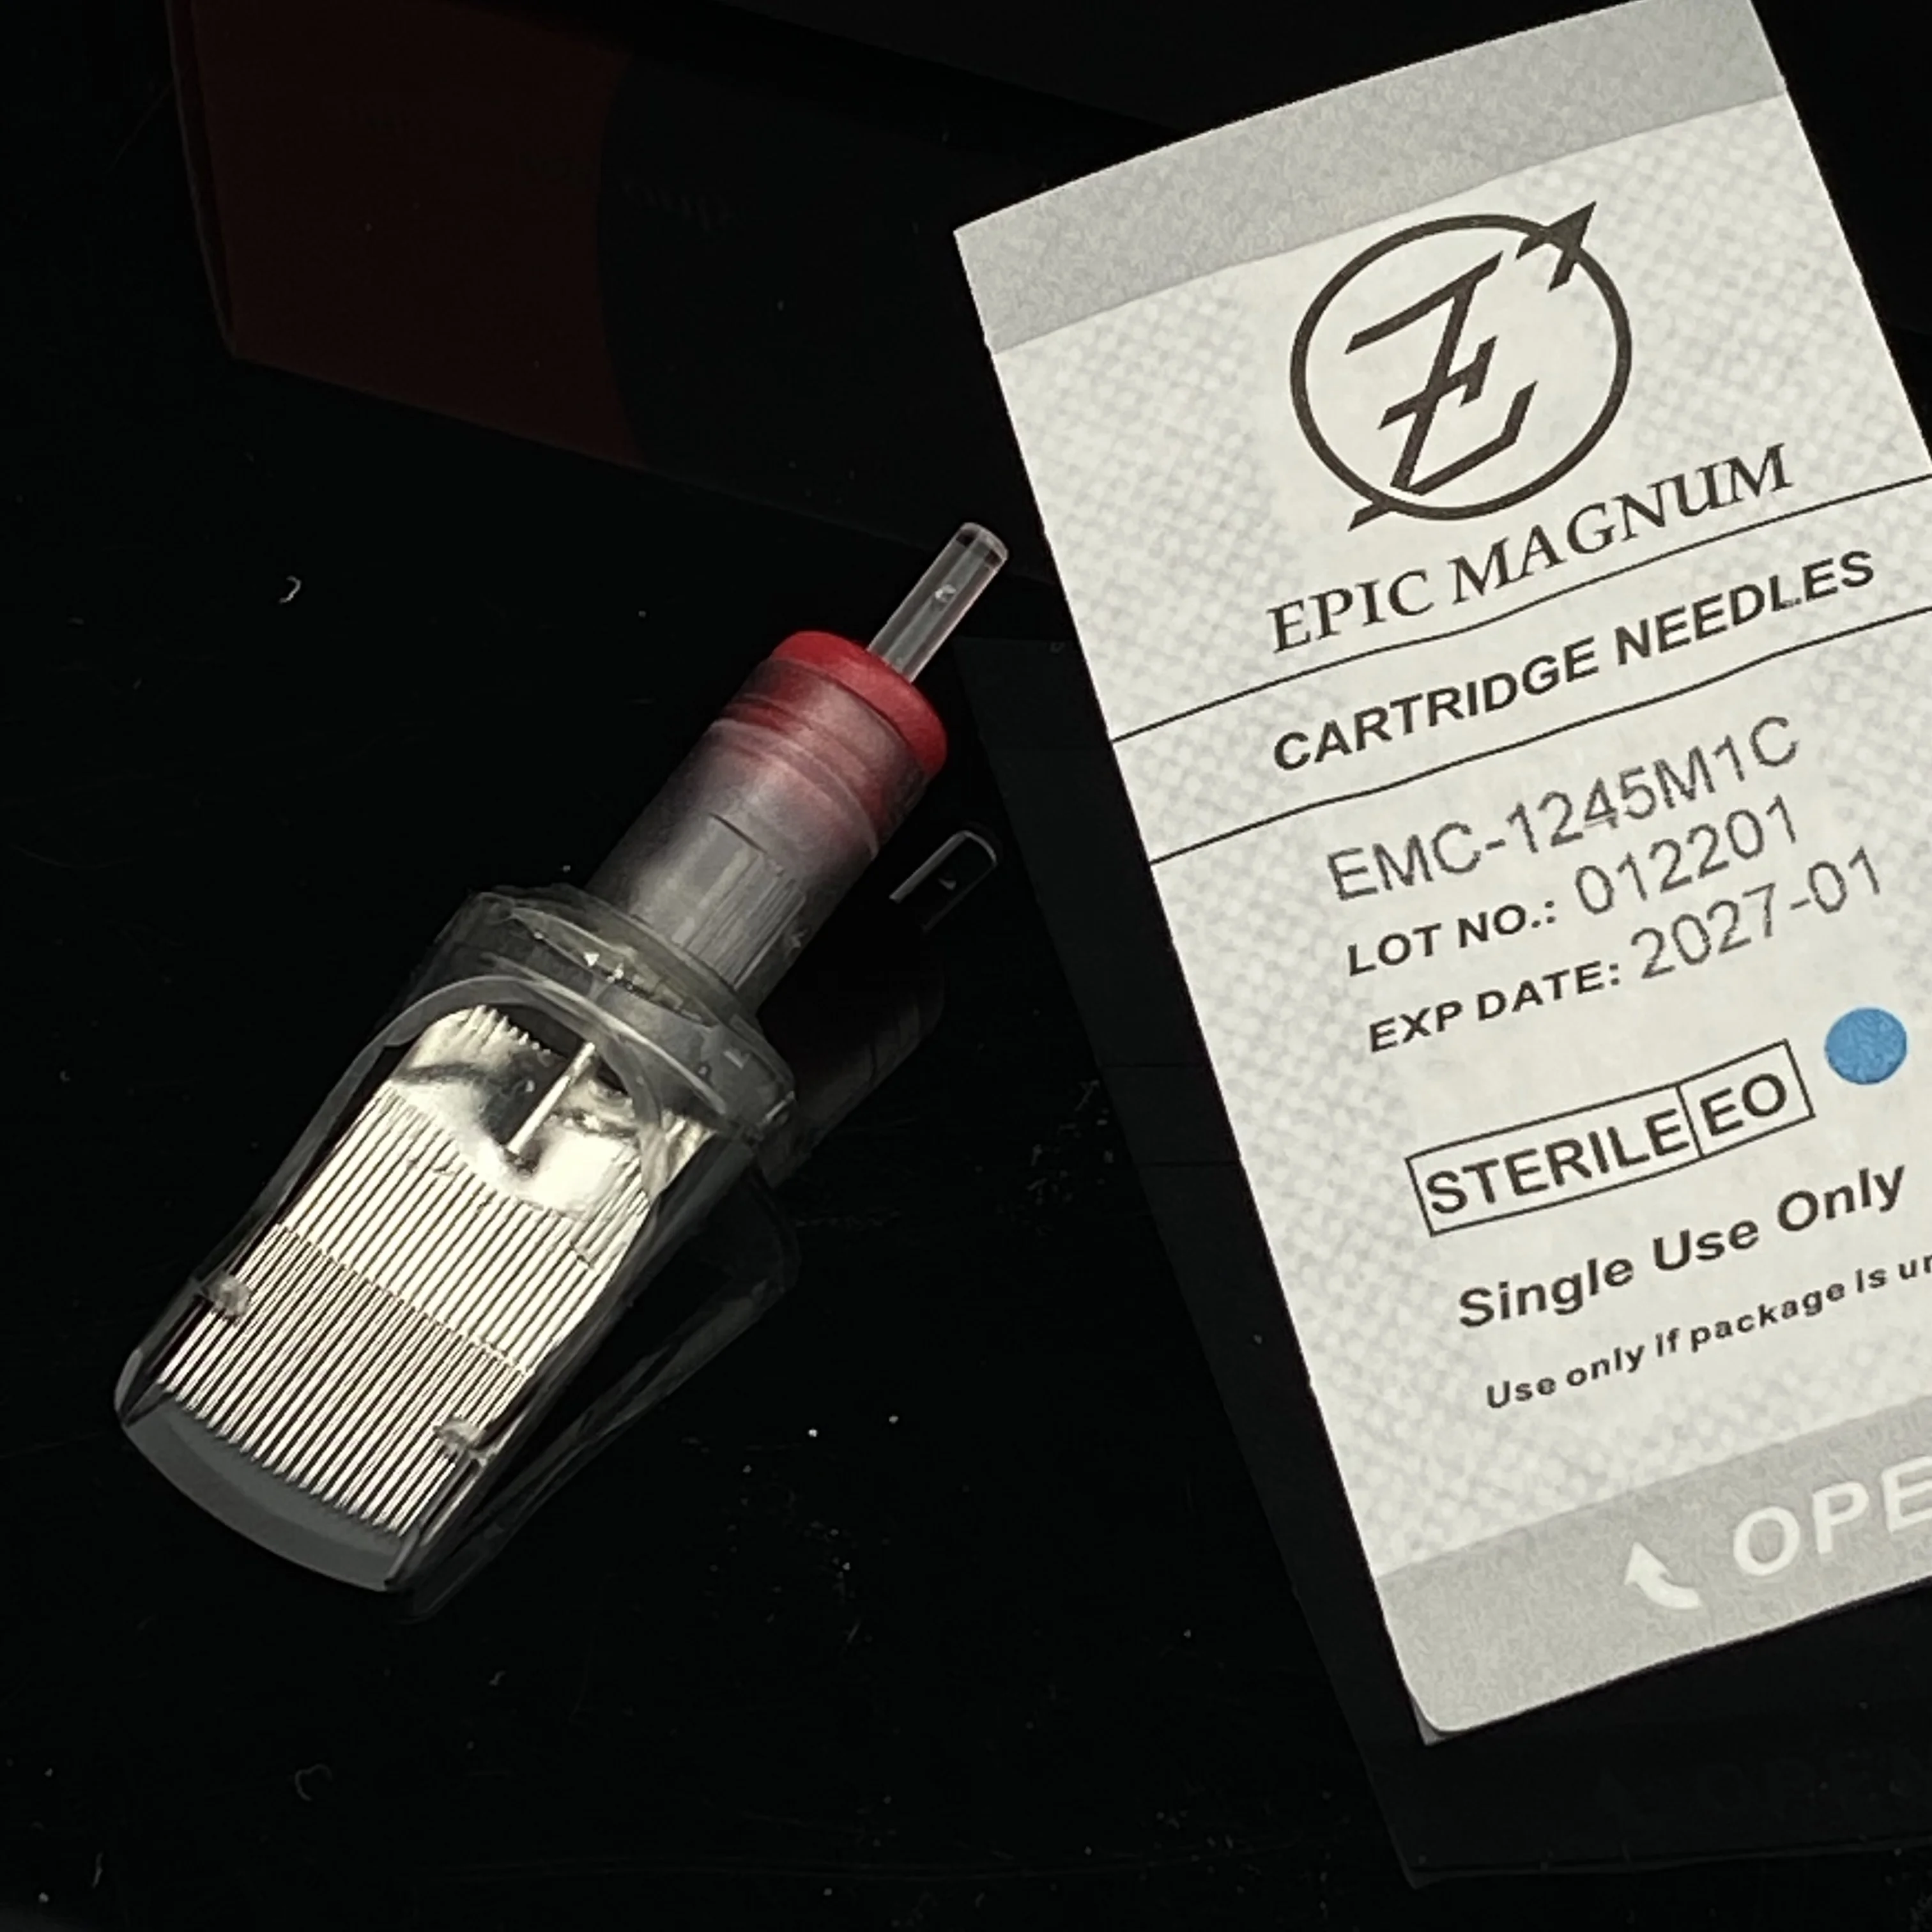 EPIC MAGNUM
CARTRIDGE NEEDLES
EMC-1245M1C
LOT NO.: 012201
EXP DATE: 2027-01
STERILE EO
Single Use Only
Use only if package is